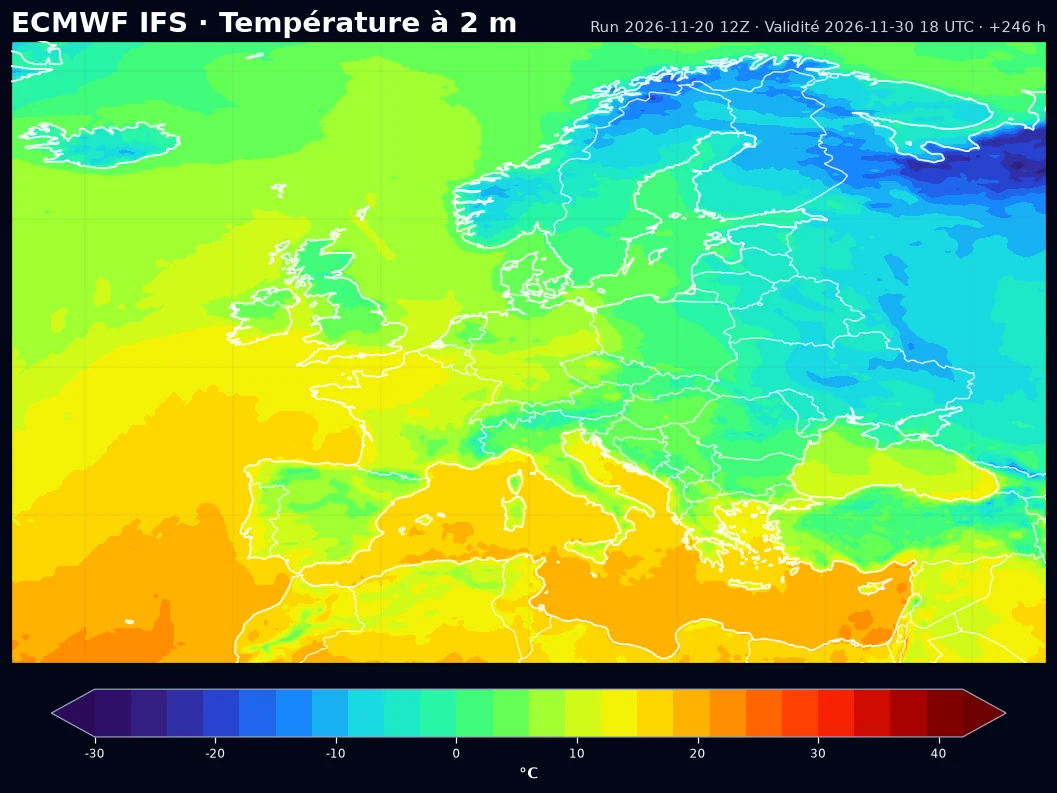 ECMWF IFS · Température à 2 m
Run 2026-11-20 12Z · Validité 2026-11-30 18 UTC · +246 h
-30 -20 -10 0 10 20 30 40
°C